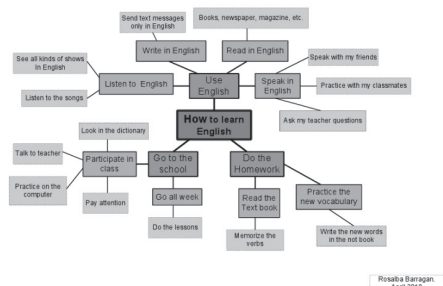 Send text messages
only in English
Books, newspaper, magazine, etc.
Write in English
Read in English
See all kinds of shows
in English
Speak with my friends
Listen to English
Use
English
Speak in
English
Practice with my classmates
Listen to the songs
Ask my teacher questions
How to learn
English
Look in the dictionary
Talk to teacher
Participate in
class
Go to the
school
Do the
Homework
Practice on the
computer
Pay attention
Go all week
Read the
Text book
Practice the
new vocabulary
Do the lessons
Memorize the
verbs
Write the new words
in the not book
Rosalba Barragan.